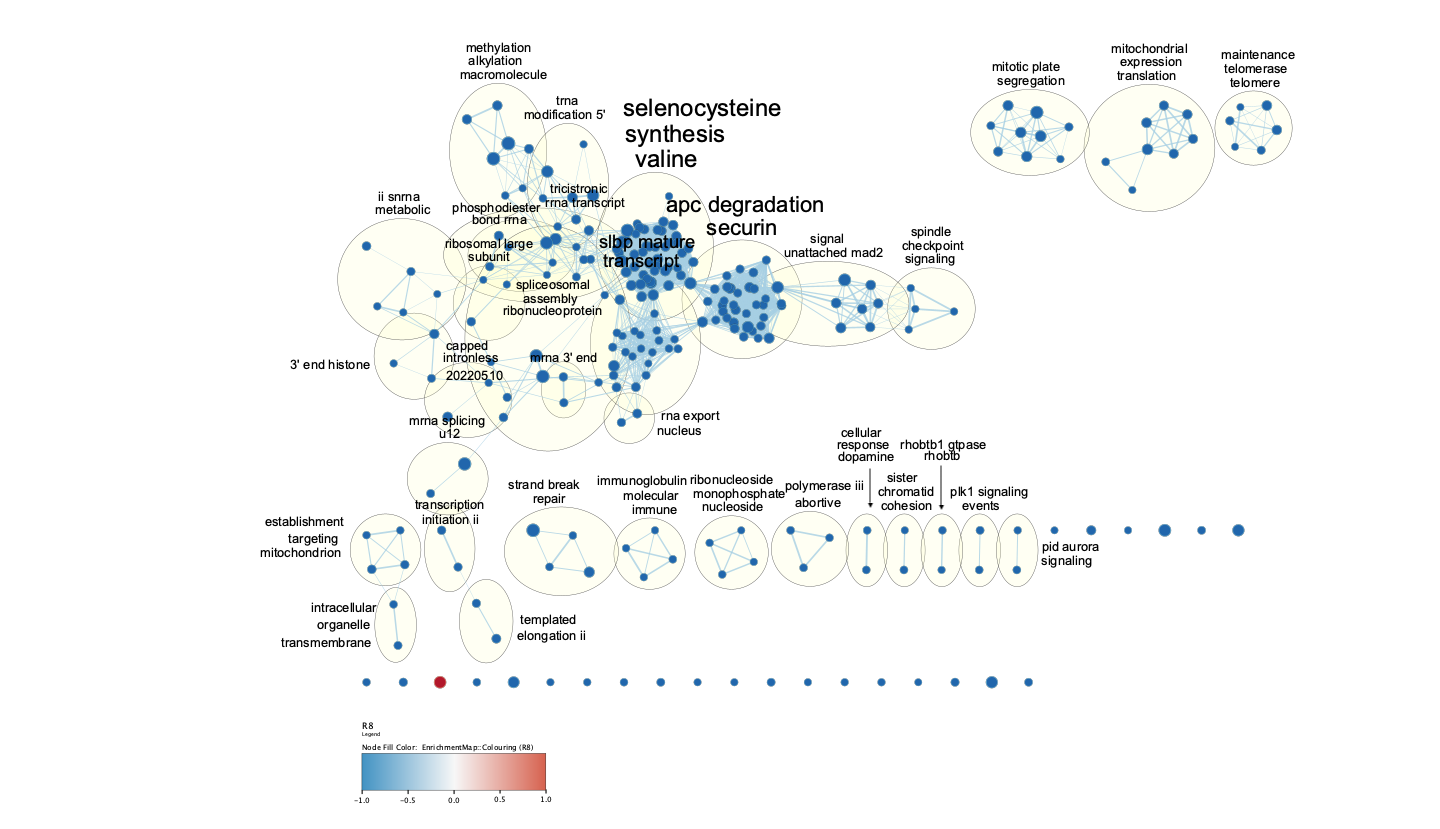 methylation
alkylation
macromolecule
trna
modification 5'
selenocysteine
synthesis
valine
mitotic plate
segregation
mitochondrial
expression
translation
maintenance
telomerase
telomere
ii snrna
metabolic
phosphodiester
bond rrna
tricistronic
rrna transcript
apc degradation
securin
ribosomal large
subunit
slbp mature
transcript
signal
unattached mad2
spindle
checkpoint
signaling
spliceosomal
assembly
ribonucleoprotein
3' end histone
capped
intronless
20220510
mrna 3' end
mrna splicing
u12
rna export
nucleus
cellular
response
dopamine
rhobtb1 gtpase
rhobtb
transcription
initiation ii
strand break
repair
immunoglobulin
molecular
immune
ribonucleoside
monophosphate
nucleoside
polymerase iii
abortive
sister
chromatid
cohesion
plk1 signaling
events
establishment
targeting
mitochondrion
pid aurora
signaling
intracellular
organelle
transmembrane
templated
elongation ii
R8
Legend
Node Fill Color: EnrichmentMap::Colouring (R8)
−1.0 −0.5 0.0 0.5 1.0